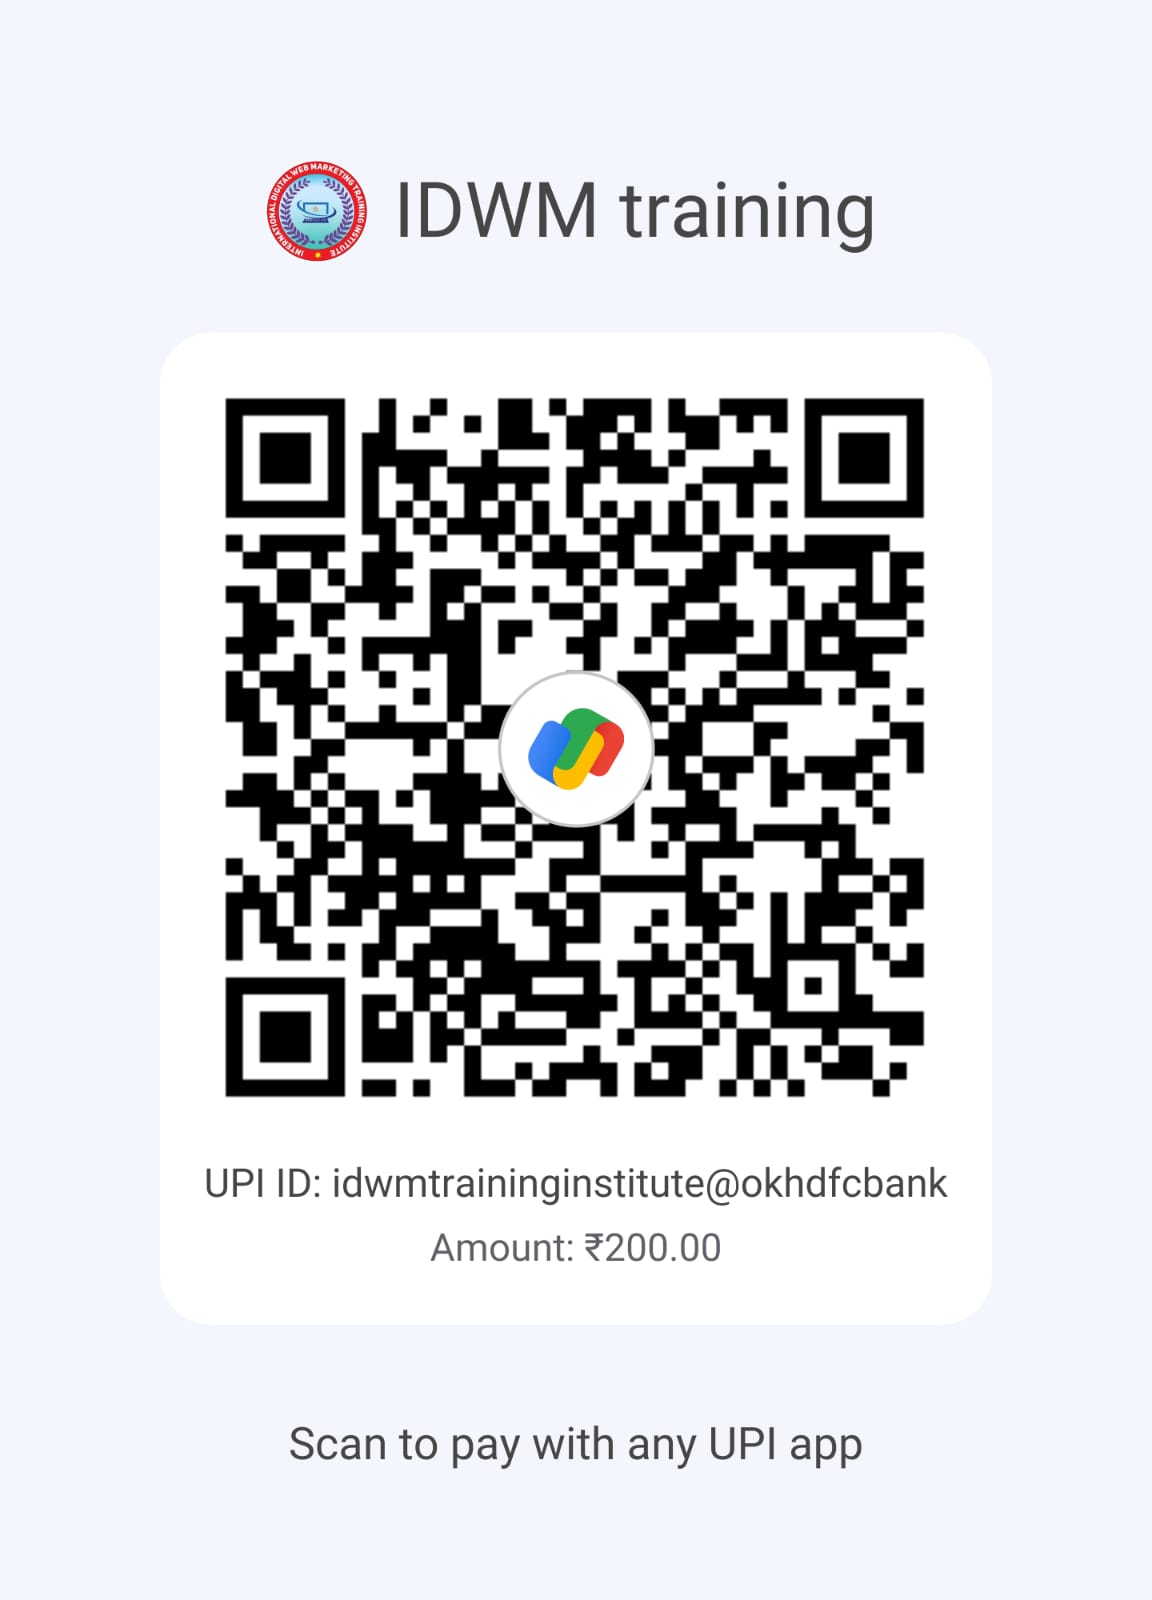 INTERNATIONAL DIGITAL WEB MARKETING TRAINING INSTITUTE
IDWM training
UPI ID: idwmtraininginstitute@okhdfcbank
Amount: ₹200.00
Scan to pay with any UPI app